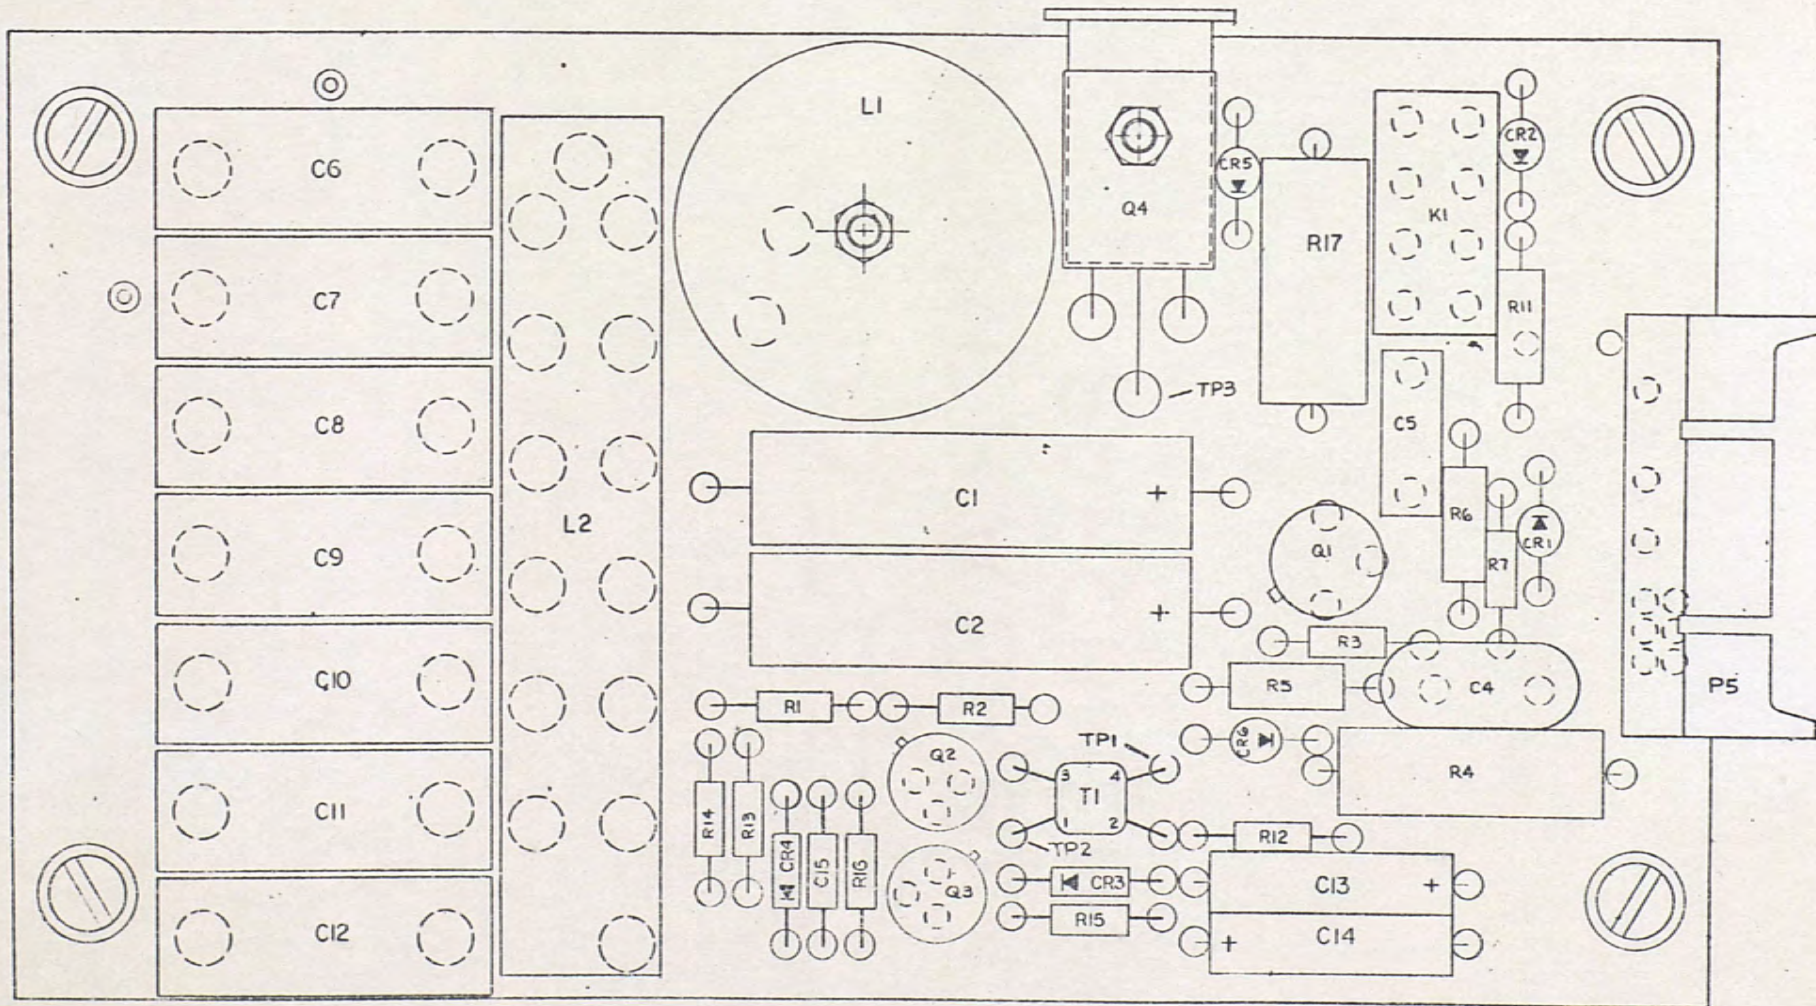 L1
C6
CR5
CR2
Q4
K1
R17
C7
R11
TP3
C8
C5
C1 +
R6
L2
Q1
CR1
C9
R7
C2 +
R3
C10
R5
C4
P5
R1
R2
TP1
CR6
Q2
3 4
T1
1 2
R4
C11
R14
R13
R12
TP2
CR4
C15
R16
CR3
C13 +
Q3
R15
C12
+ C14